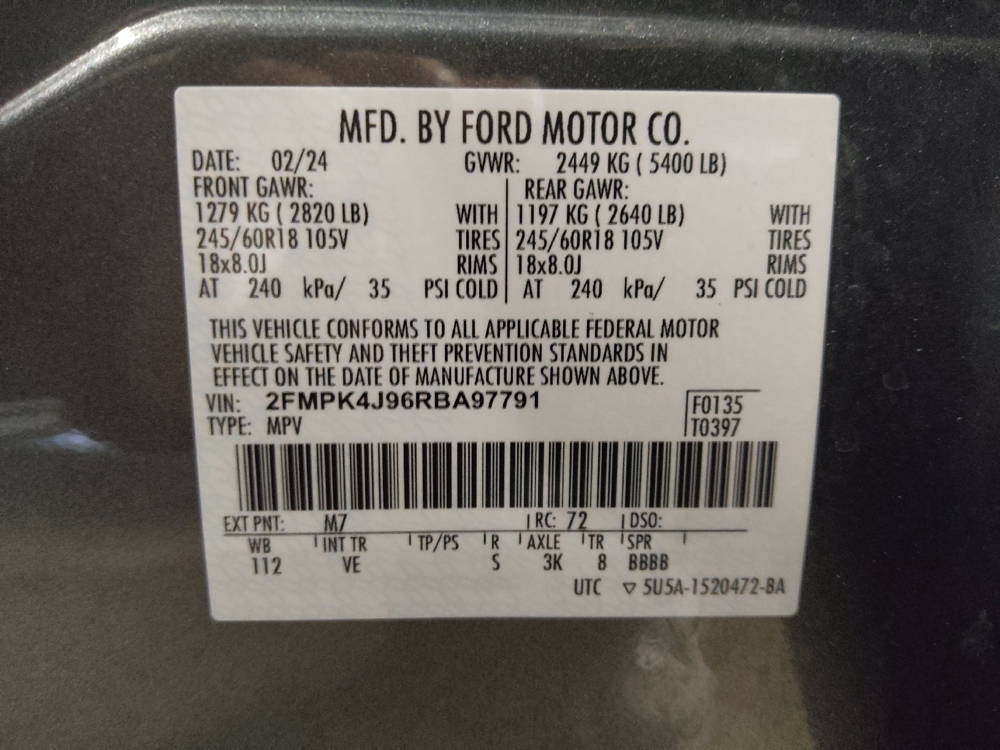 MFD. BY FORD MOTOR CO.
DATE: 02/24 GVWR: 2449 KG ( 5400 LB)
FRONT GAWR: REAR GAWR:
1279 KG ( 2820 LB) WITH 1197 KG ( 2640 LB) WITH
245/60R18 105V TIRES 245/60R18 105V TIRES
18x8.0J RIMS 18x8.0J RIMS
AT 240 kPa/ 35 PSI COLD AT 240 kPa/ 35 PSI COLD
THIS VEHICLE CONFORMS TO ALL APPLICABLE FEDERAL MOTOR
VEHICLE SAFETY AND THEFT PREVENTION STANDARDS IN
EFFECT ON THE DATE OF MANUFACTURE SHOWN ABOVE.
VIN: 2FMPK4J96RBA97791 F0135
TYPE: MPV T0397
EXT PNT: M7 RC: 72 DSO:
WB INT TR TP/PS R AXLE TR SPR
112 VE S 3K 8 BBBB
UTC ▽ 5U5A-1520472-BA